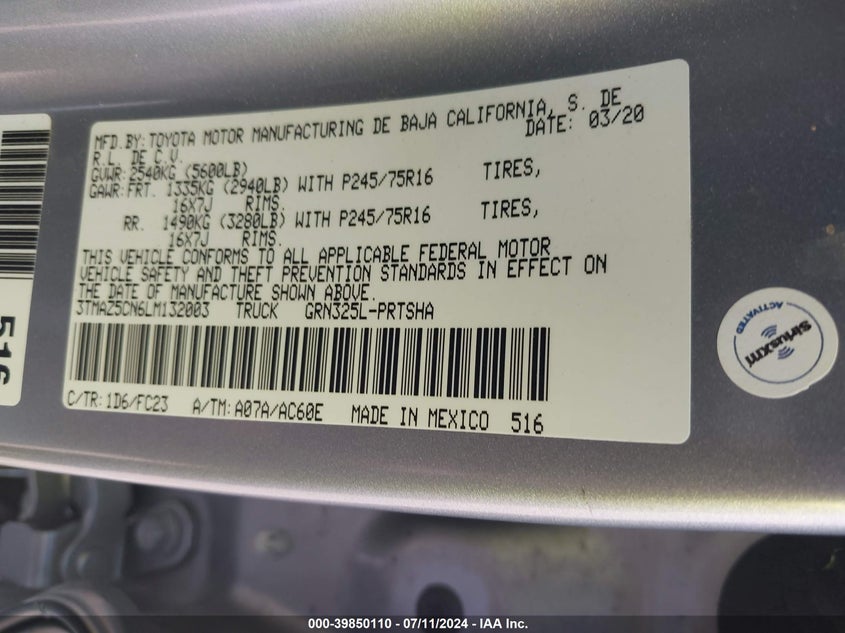 MFD.BY:TOYOTA MOTOR MANUFACTURING DE BAJA CALIFORNIA, S. DE
R.L. DE C.V. DATE: 03/20
GVWR:2540KG (5600LB)
GAWR:FRT. 1335KG (2940LB) WITH P245/75R16 TIRES,
16X7J RIMS.
RR. 1490KG (3280LB) WITH P245/75R16 TIRES,
16X7J RIMS.
THIS VEHICLE CONFORMS TO ALL APPLICABLE FEDERAL MOTOR
VEHICLE SAFETY AND THEFT PREVENTION STANDARDS IN EFFECT ON
THE DATE OF MANUFACTURE SHOWN ABOVE.
3TMAZ5CN6LM132003 TRUCK GRN325L-PRTSHA
C/TR:1D6/FC23 A/TM:A07A/AC60E MADE IN MEXICO 516
516
ACTIVATED
siriusxm
000-39850110 - 07/11/2024 - IAA Inc.